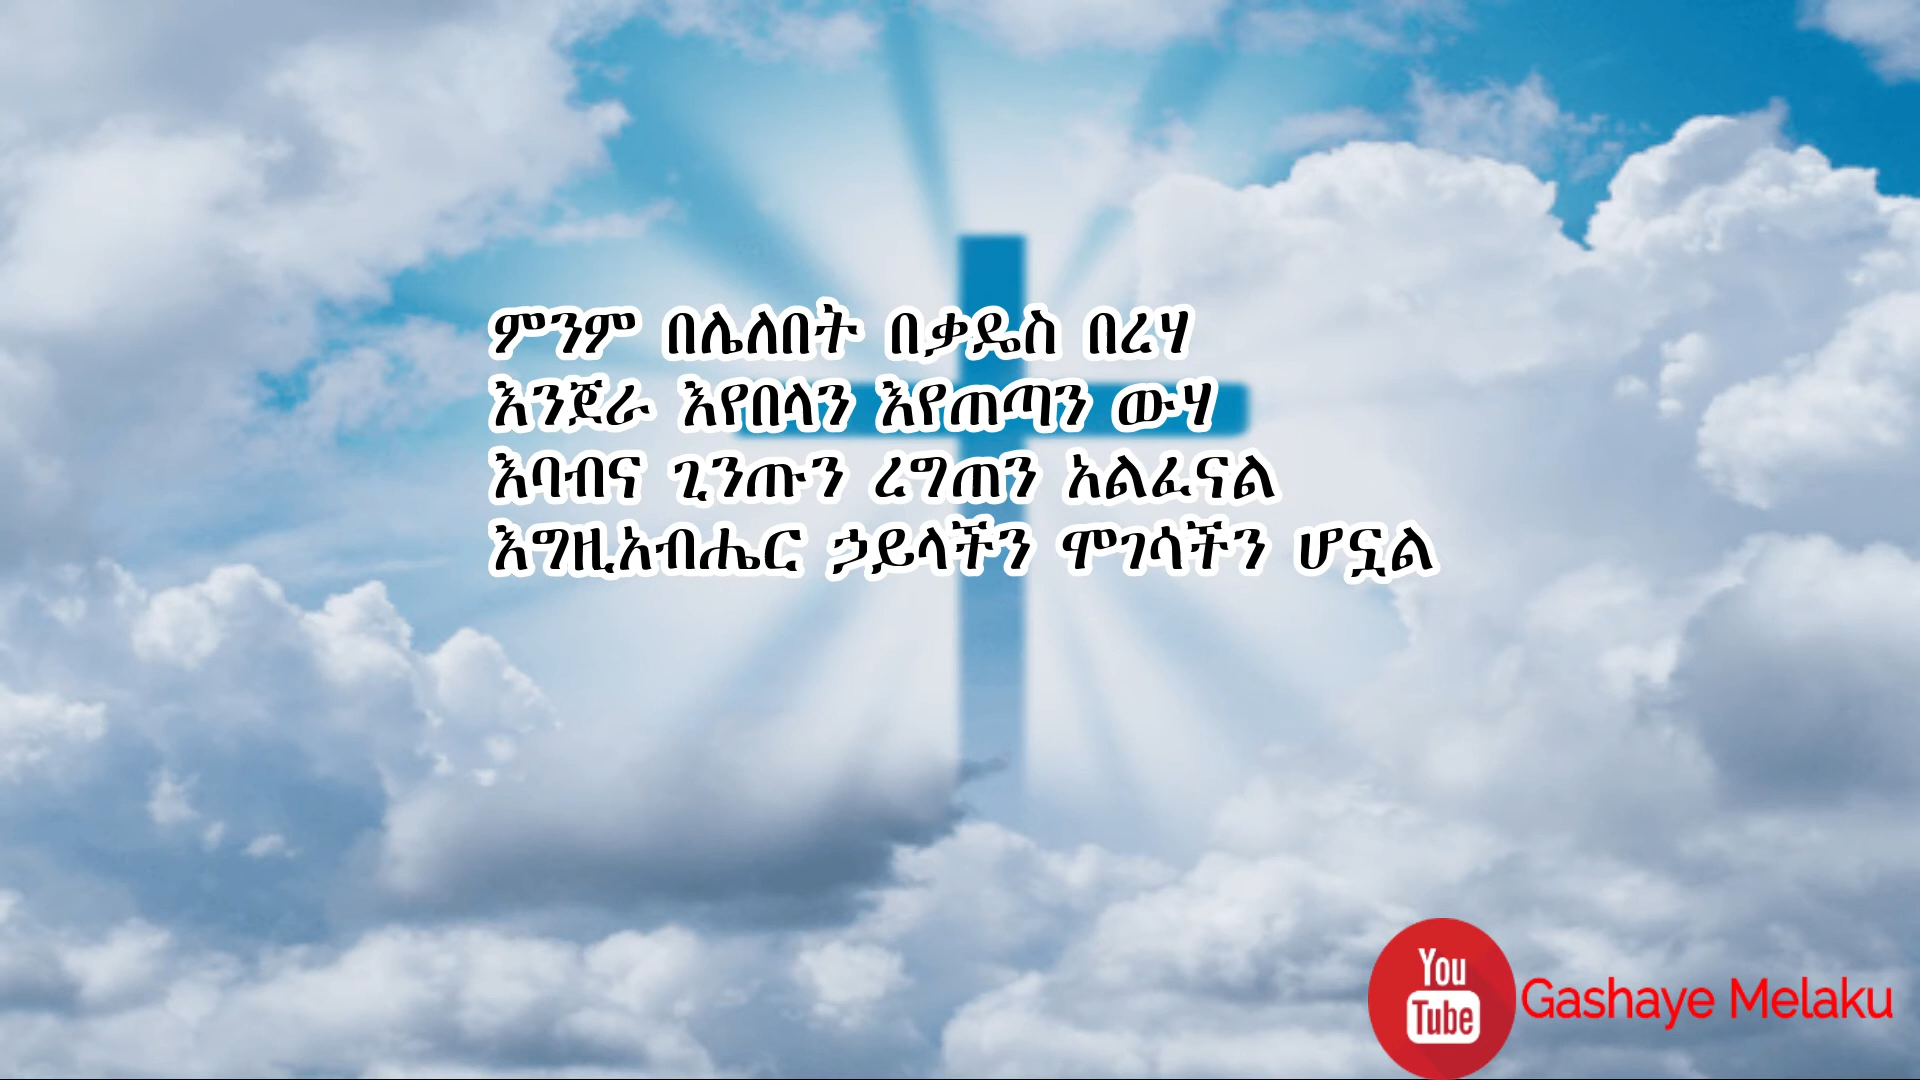 ምንም በሌለበት በቃዴስ በረሃ
እንጀራ እየበላን እየጠጣን ውሃ
እባብና ጊንጡን ረግጠን አልፈናል
እግዚአብሔር ኃይላችን ሞገሳችን ሆኗል
You
Tube
Gashaye Melaku